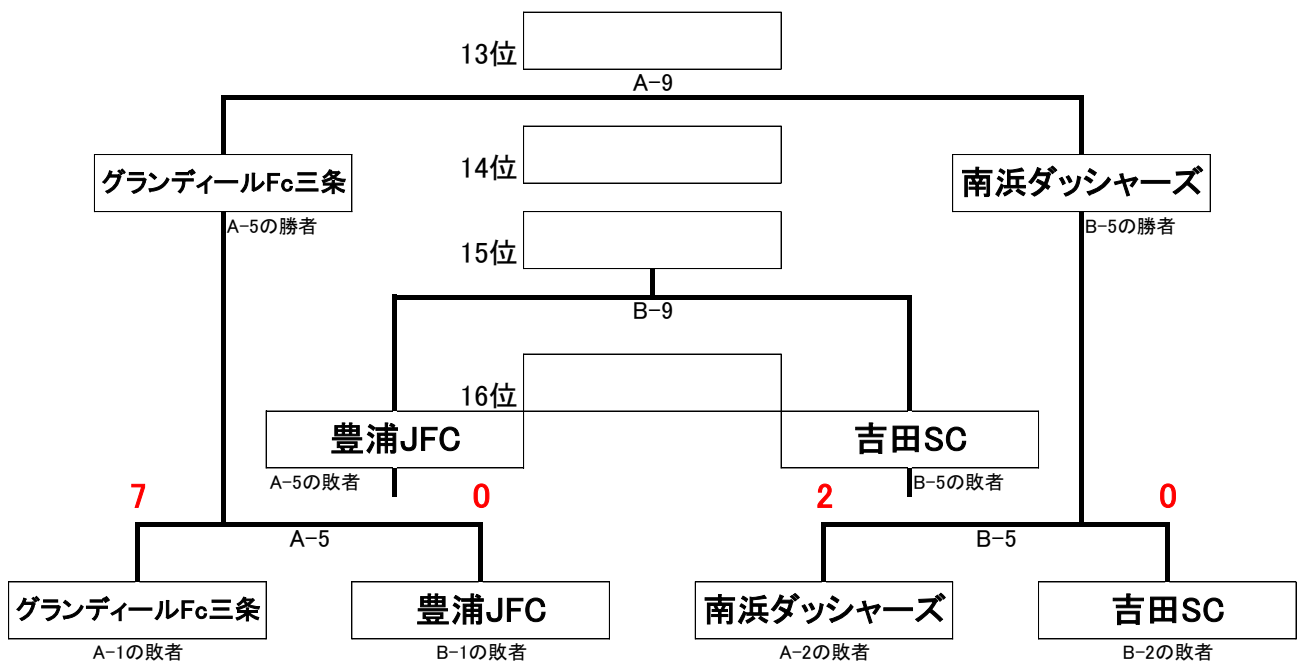 13位
A-9
14位
グランディールFc三条
南浜ダッシャーズ
A-5の勝者
B-5の勝者
15位
B-9
16位
豊浦JFC
吉田SC
A-5の敗者
B-5の敗者
7
0
2
0
A-5
B-5
グランディールFc三条
豊浦JFC
南浜ダッシャーズ
吉田SC
A-1の敗者
B-1の敗者
A-2の敗者
B-2の敗者